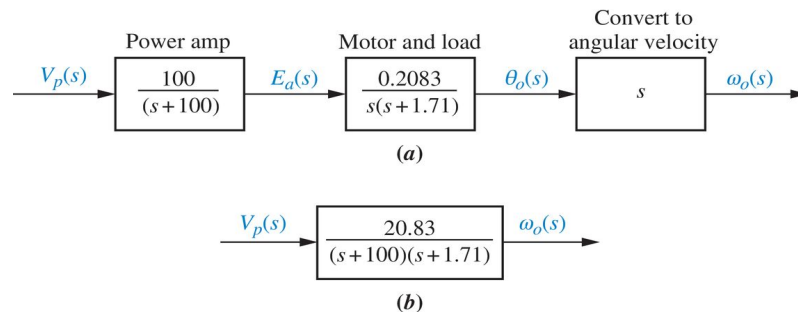 Power amp
Motor and load
Convert to
angular velocity
V_p(s)
100
(s+100)
E_a(s)
0.2083
s(s+1.71)
θ_o(s)
s
ω_o(s)
(a)
V_p(s)
20.83
(s+100)(s+1.71)
ω_o(s)
(b)